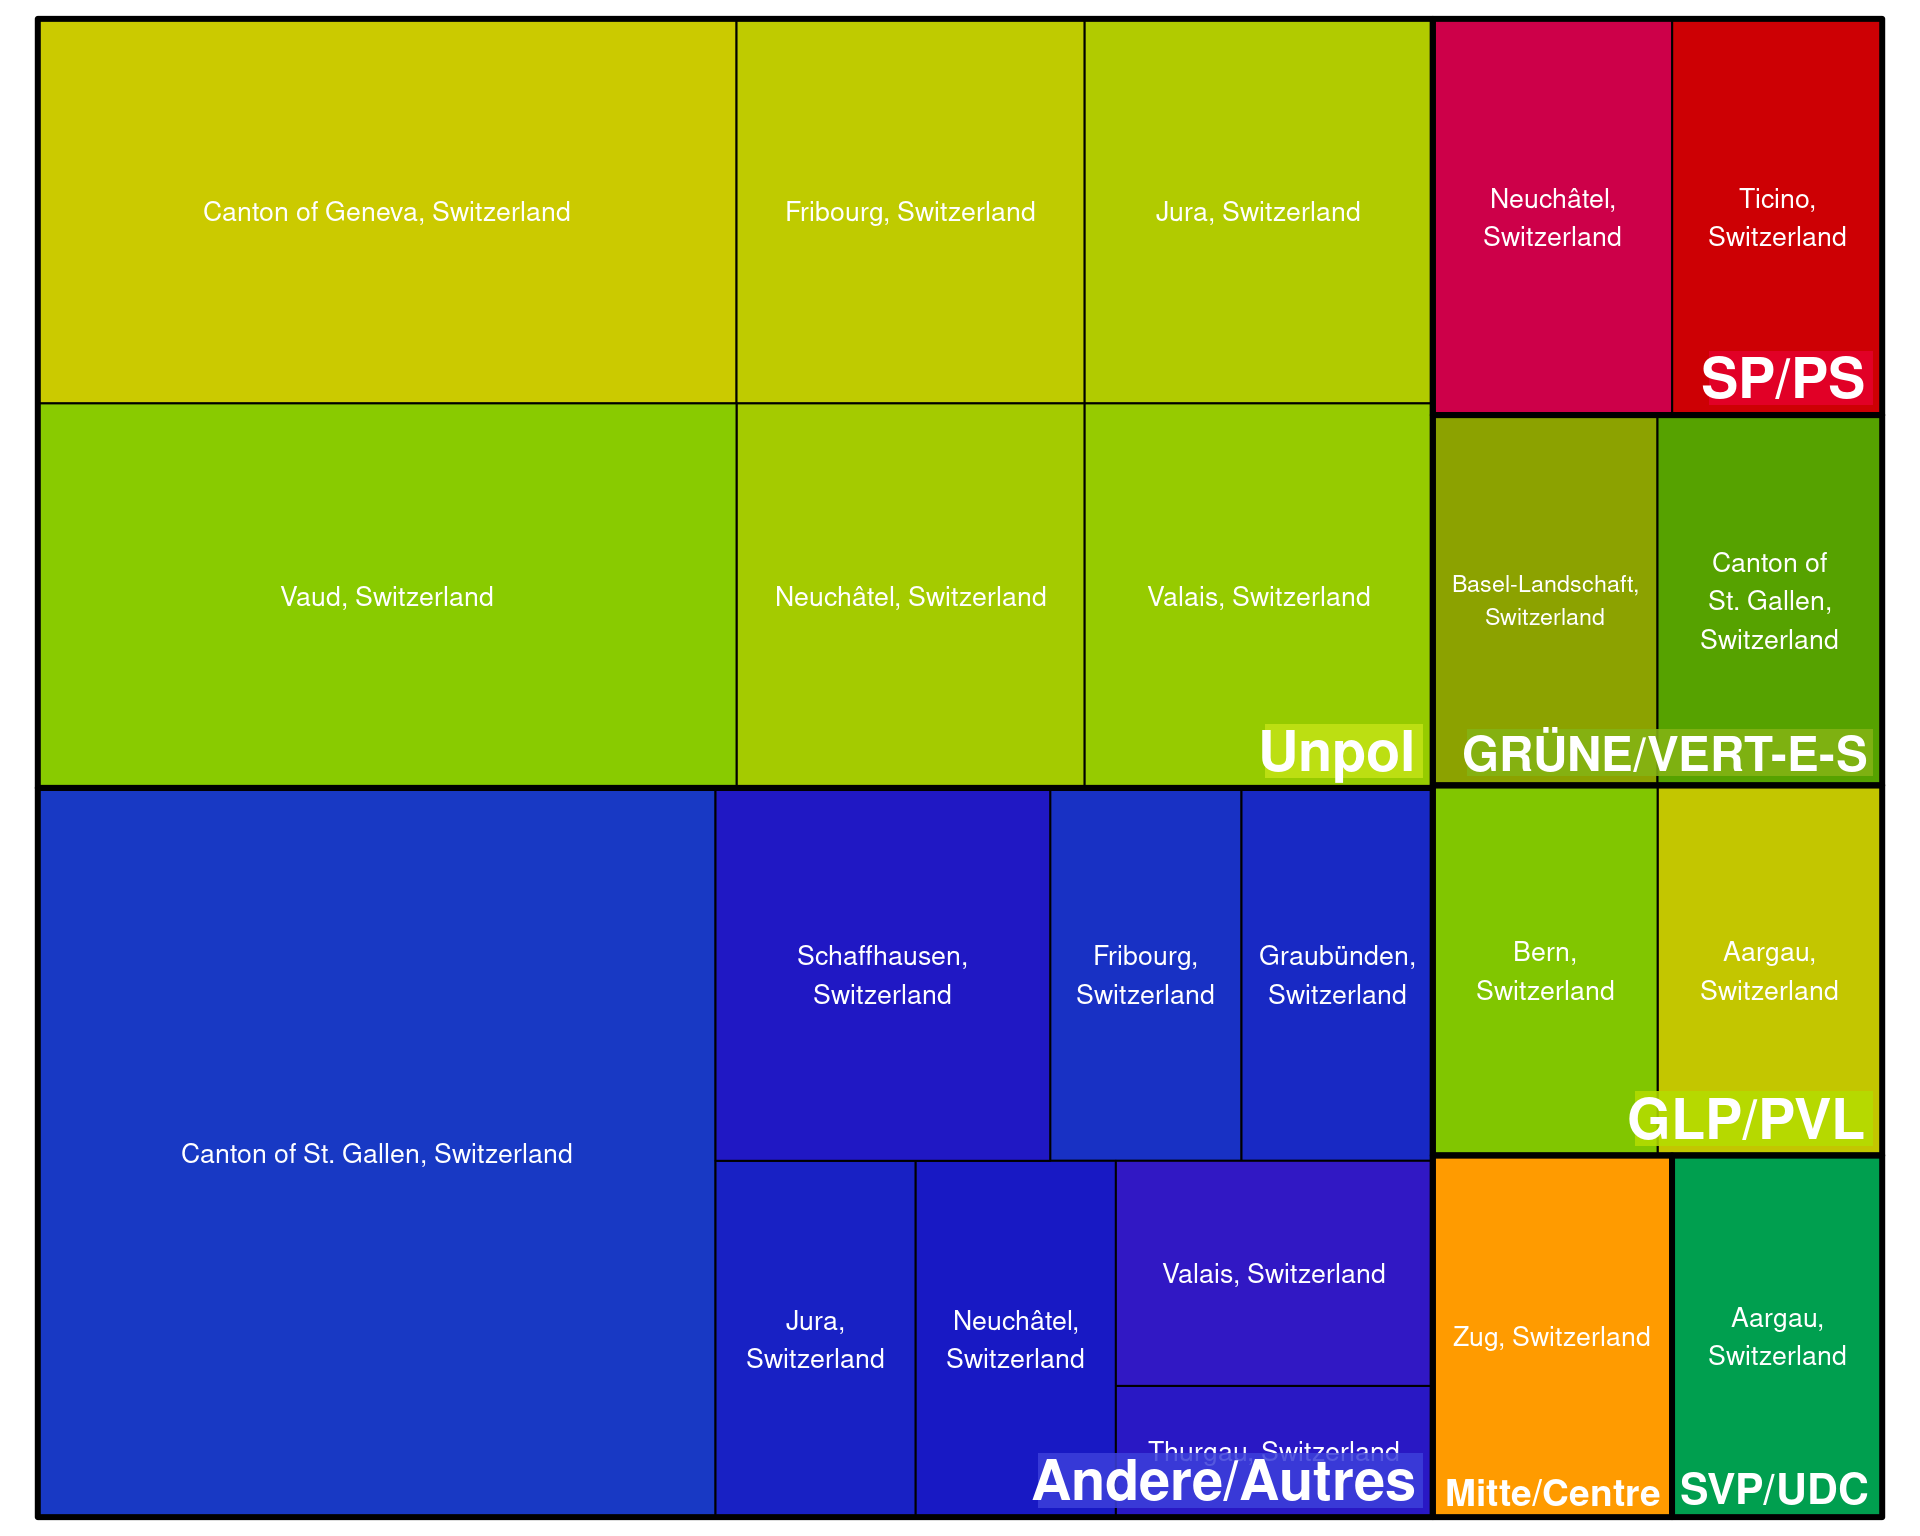 Canton of Geneva, Switzerland
Fribourg, Switzerland
Jura, Switzerland
Vaud, Switzerland
Neuchâtel, Switzerland
Valais, Switzerland
Unpol
Canton of St. Gallen, Switzerland
Schaffhausen,
Switzerland
Fribourg,
Switzerland
Graubünden,
Switzerland
Jura,
Switzerland
Neuchâtel,
Switzerland
Valais, Switzerland
Thurgau, Switzerland
Andere/Autres
Neuchâtel,
Switzerland
Ticino,
Switzerland
SP/PS
Basel-Landschaft,
Switzerland
Canton of
St. Gallen,
Switzerland
GRÜNE/VERT-E-S
Bern,
Switzerland
Aargau,
Switzerland
GLP/PVL
Zug, Switzerland
Mitte/Centre
Aargau,
Switzerland
SVP/UDC